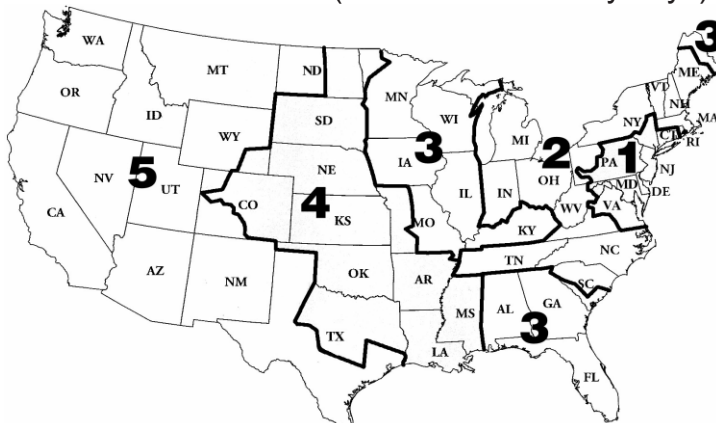 3
WA
MT
ND
ME
OR
MN
VT
NH
ID
SD
WI
NY
MA
WY
MI
CT
RI
3
2
PA
1
IA
NE
NJ
5
OH
MD
NV
IN
DE
UT
4
IL
WV
VA
CO
CA
KS
MO
KY
NC
TN
AZ
OK
AR
SC
NM
MS
AL
GA
TX
3
LA
FL